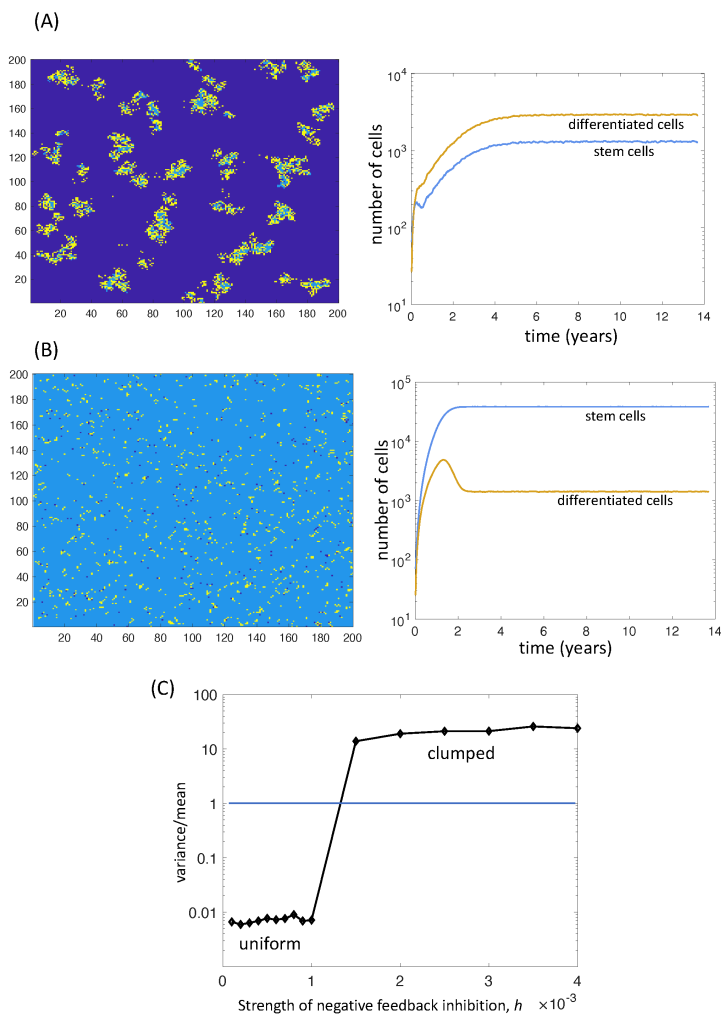 (A)
200
180
160
140
120
100
80
60
40
20
20 40 60 80 100 120 140 160 180 200
number of cells
10^4
10^3
10^2
10^1
differentiated cells
stem cells
0 2 4 6 8 10 12 14
time (years)
(B)
200
180
160
140
120
100
80
60
40
20
20 40 60 80 100 120 140 160 180 200
number of cells
10^5
10^4
10^3
10^2
10^1
stem cells
differentiated cells
0 2 4 6 8 10 12 14
time (years)
(C)
variance/mean
100
10
1
0.1
0.01
clumped
uniform
0 1 2 3 4
Strength of negative feedback inhibition, h ×10^-3